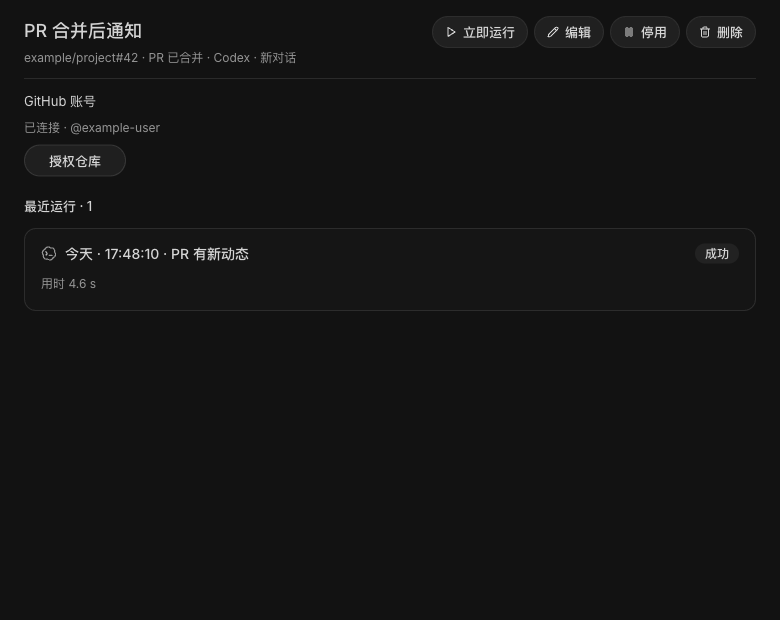 PR 合并后通知
立即运行
编辑
停用
删除
example/project#42 · PR 已合并 · Codex · 新对话
GitHub 账号
已连接 · @example-user
授权仓库
最近运行 · 1
今天 · 17:48:10 · PR 有新动态
成功
用时 4.6 s